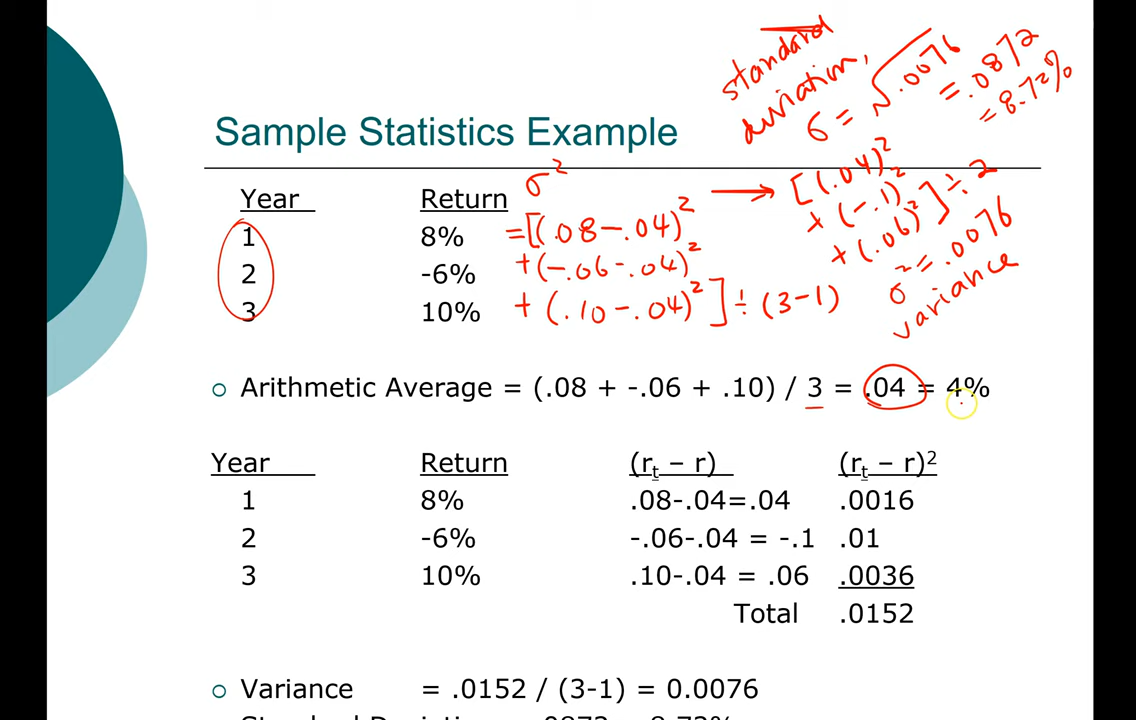 standard
deviation,
6 = √.0076
= .0872
= 8.72%
Sample Statistics Example
σ²
Year Return
1 8%
2 -6%
3 10%
=[(.08-.04)²
+(-.06-.04)²
+(.10-.04)²]÷(3-1)
→ [(.04)²
+(-.1)²
+(.06)²]÷2
σ²=.0076
variance
Arithmetic Average = (.08 + -.06 + .10) / 3 = .04 = 4%
Year Return (rt – r) (rt – r)2
1 8% .08-.04=.04 .0016
2 -6% -.06-.04 = -.1 .01
3 10% .10-.04 = .06 .0036
Total .0152
Variance = .0152 / (3-1) = 0.0076